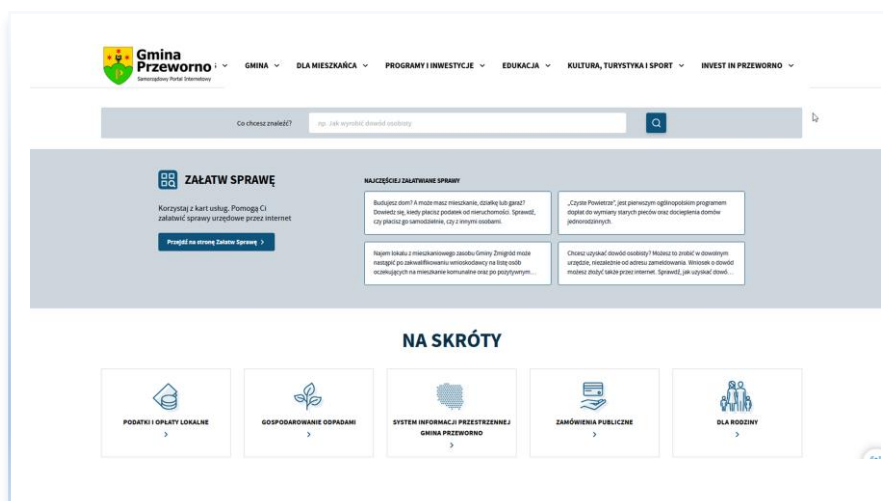 Gmina
Przeworno
Samorządowy Portal Internetowy
GMINA
DLA MIESZKAŃCA
PROGRAMY I INWESTYCJE
EDUKACJA
KULTURA, TURYSTYKA I SPORT
INVEST IN PRZEWORNO
Co chcesz znaleźć?
np. Jak wyrobić dowód osobisty
ZAŁATW SPRAWĘ
Korzystaj z kart usług. Pomogą Ci
załatwić sprawy urzędowe przez internet
Przejdź na stronę Załatw Sprawę
NAJCZĘŚCIEJ ZAŁATWIANE SPRAWY
Budujesz dom? A może masz mieszkanie, działkę lub garaż?
Dowiedz się, kiedy płacisz podatek od nieruchomości. Sprawdź,
czy płacisz go samodzielnie, czy z innymi osobami.
„Czyste Powietrze”, jest pierwszym ogólnopolskim programem
dopłat do wymiany starych pieców oraz docieplenia domów
jednorodzinnych.
Najem lokalu z mieszkaniowego zasobu Gminy Żmigród może
nastąpić po zakwalifikowaniu wnioskodawcy na listę osób
oczekujących na mieszkanie komunalne oraz po pozytywnym...
Chcesz uzyskać dowód osobisty? Możesz to zrobić w dowolnym
urzędzie, niezależnie od adresu zameldowania. Wniosek o dowód
możesz złożyć także przez internet. Sprawdź, jak uzyskać dowó...
NA SKRÓTY
PODATKI I OPŁATY LOKALNE
GOSPODAROWANIE ODPADAMI
SYSTEM INFORMACJI PRZESTRZENNEJ
GMINA PRZEWORNO
ZAMÓWIENIA PUBLICZNE
DLA RODZINY